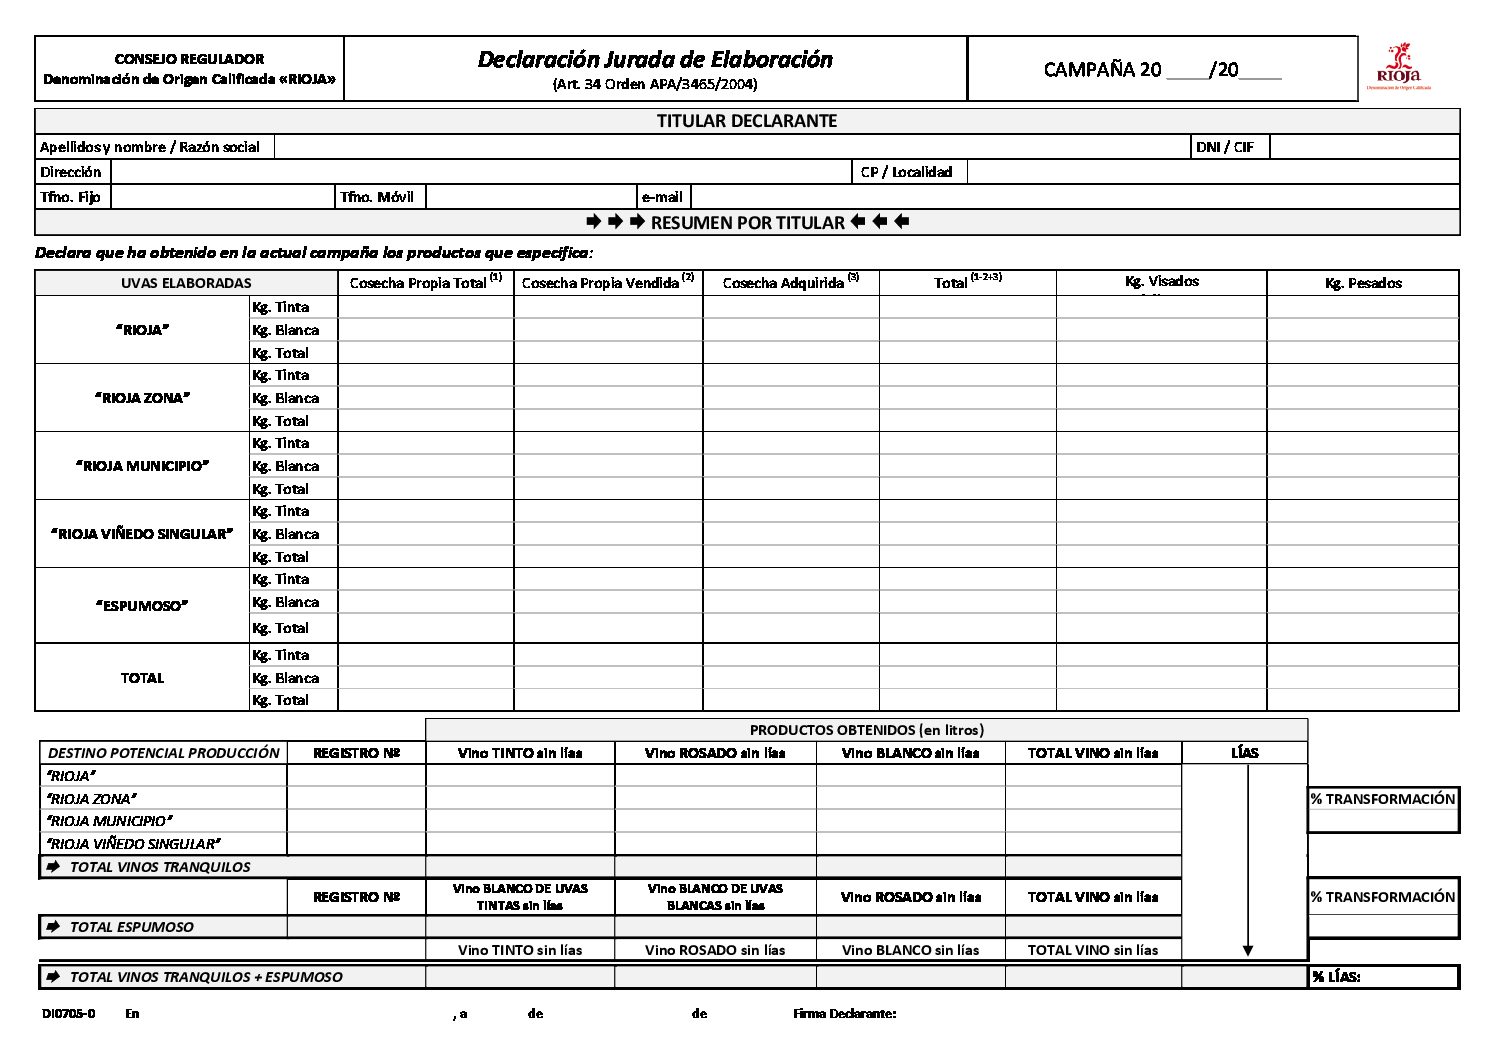 CONSEJO REGULADOR
Denominación de Origen Calificada «RIOJA»
Declaración Jurada de Elaboración
(Art. 34 Orden APA/3465/2004)
CAMPAÑA 20 ____/20____
RIOJA
Denominación de Origen Calificada
TITULAR DECLARANTE
Apellidos y nombre / Razón social DNI / CIF
Dirección CP / Localidad
Tfno. Fijo Tfno. Móvil e-mail
🡆 🡆 🡆 RESUMEN POR TITULAR 🡄 🡄 🡄
Declara que ha obtenido en la actual campaña los productos que especifica:
UVAS ELABORADAS Cosecha Propia Total (1) Cosecha Propia Vendida (2) Cosecha Adquirida (3) Total (1-2+3) Kg. Visados Kg. Pesados
"RIOJA"
Kg. Tinta
Kg. Blanca
Kg. Total
"RIOJA ZONA"
Kg. Tinta
Kg. Blanca
Kg. Total
"RIOJA MUNICIPIO"
Kg. Tinta
Kg. Blanca
Kg. Total
"RIOJA VIÑEDO SINGULAR"
Kg. Tinta
Kg. Blanca
Kg. Total
"ESPUMOSO"
Kg. Tinta
Kg. Blanca
Kg. Total
TOTAL
Kg. Tinta
Kg. Blanca
Kg. Total
PRODUCTOS OBTENIDOS (en litros)
DESTINO POTENCIAL PRODUCCIÓN REGISTRO Nº Vino TINTO sin lías Vino ROSADO sin lías Vino BLANCO sin lías TOTAL VINO sin lías LÍAS
"RIOJA"
"RIOJA ZONA" % TRANSFORMACIÓN
"RIOJA MUNICIPIO"
"RIOJA VIÑEDO SINGULAR"
🡆 TOTAL VINOS TRANQUILOS
REGISTRO Nº Vino BLANCO DE UVAS TINTAS sin lías Vino BLANCO DE UVAS BLANCAS sin lías Vino ROSADO sin lías TOTAL VINO sin lías % TRANSFORMACIÓN
🡆 TOTAL ESPUMOSO
Vino TINTO sin lías Vino ROSADO sin lías Vino BLANCO sin lías TOTAL VINO sin lías
🡆 TOTAL VINOS TRANQUILOS + ESPUMOSO % LÍAS:
DI0705-0 En , a de de Firma Declarante: